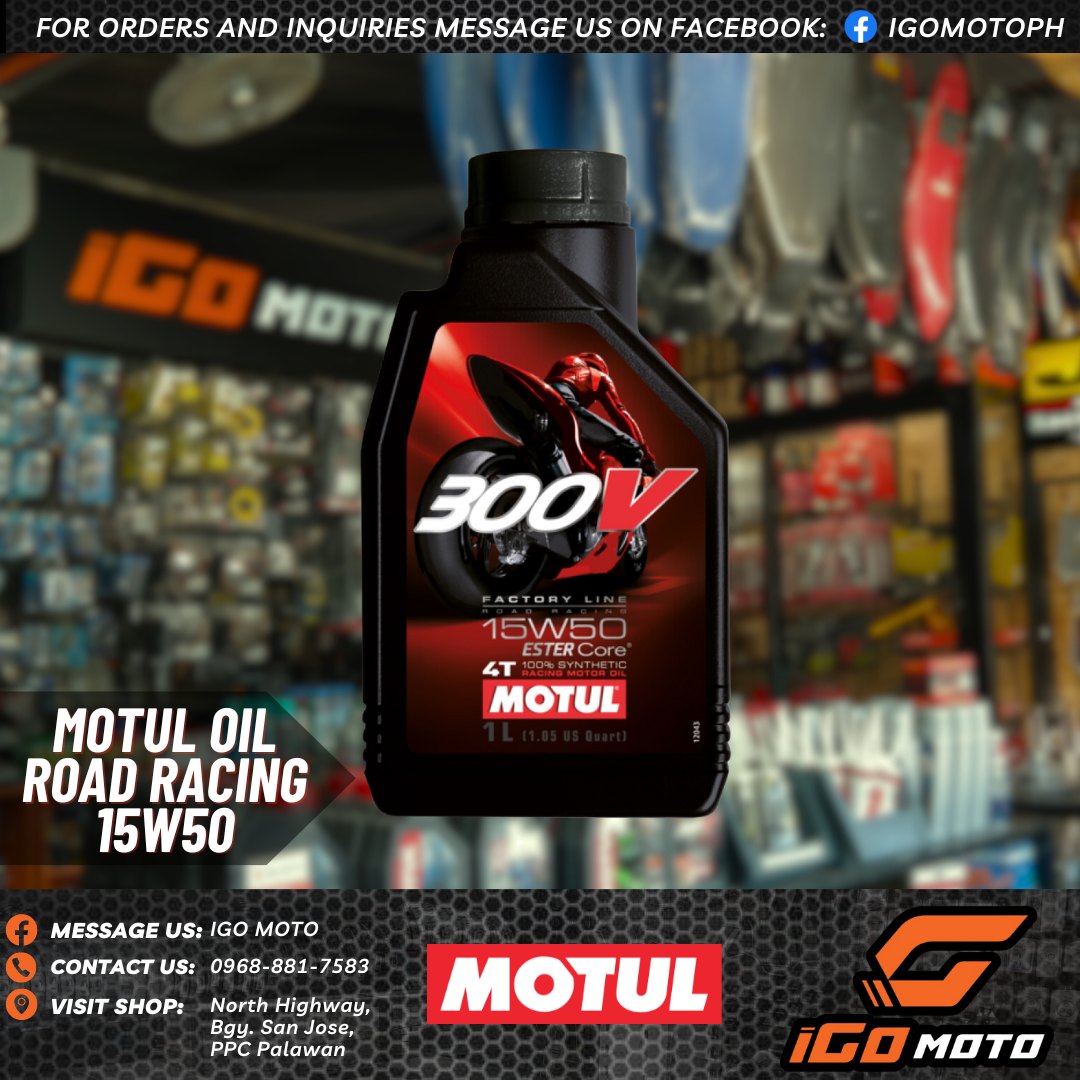 FOR ORDERS AND INQUIRIES MESSAGE US ON FACEBOOK: IGOMOTOPH
iGO MOTO
300V
FACTORY LINE
ROAD RACING
15W50
ESTER Core®
4T 100% SYNTHETIC
RACING MOTOR OIL
MOTUL
1L (1.05 US Quart)
12043
MOTUL OIL
ROAD RACING
15W50
MESSAGE US: IGO MOTO
CONTACT US: 0968-881-7583
VISIT SHOP: North Highway,
Bgy. San Jose,
PPC Palawan
MOTUL
iGO MOTO